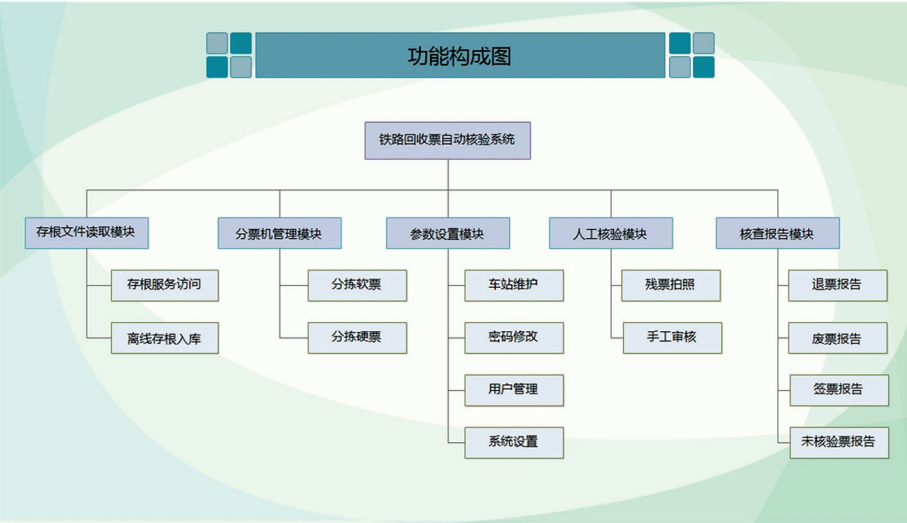 功能构成图
铁路回收票自动核验系统
存根文件读取模块
分票机管理模块
参数设置模块
人工核验模块
核查报告模块
存根服务访问
分拣软票
车站维护
残票拍照
退票报告
离线存根入库
分拣硬票
密码修改
手工审核
废票报告
用户管理
签票报告
系统设置
未核验票报告